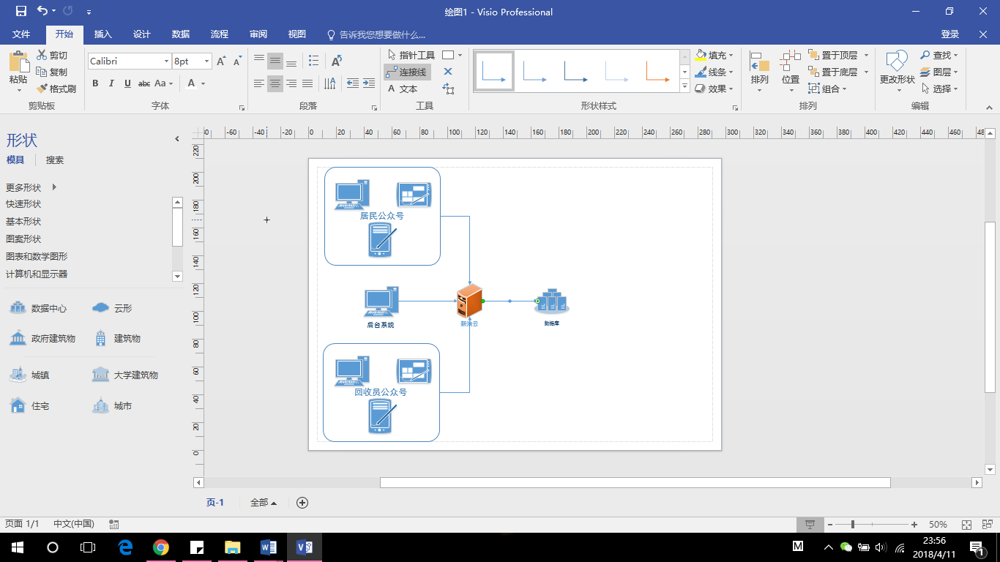 绘图1 - Visio Professional
文件 开始 插入 设计 数据 流程 审阅 视图 告诉我您想要做什么... 登录
粘贴
剪切
复制
格式刷
剪贴板
Calibri 8pt
B I U abc Aa A
字体
段落
指针工具
连接线
A 文本
工具
形状样式
填充
线条
效果
排列
位置
置于顶层
置于底层
组合
排列
更改形状
查找
图层
选择
编辑
形状
模具 搜索
更多形状
快速形状
基本形状
图案形状
图表和数学图形
计算机和显示器
数据中心 云形
政府建筑物 建筑物
城镇 大学建筑物
住宅 城市
-60 -40 -20 0 20 40 60 80 100 120 140 160 180 200 220 240 260 280 300 320 340 360 380 400 420 440 460
220
200
180
160
140
120
100
80
60
40
20
0
居民公众号
后台系统
新浪云
数据库
回收员公众号
页-1 全部
页面 1/1 中文(中国)
50%
M
23:56
2018/4/11
1